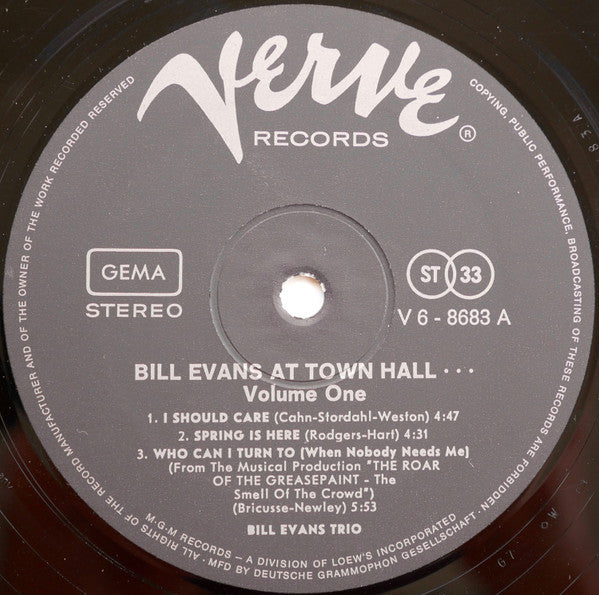 Verve
RECORDS ®
GEMA
STEREO
ST 33
V 6 - 8683 A
BILL EVANS AT TOWN HALL ···
Volume One
1. I SHOULD CARE (Cahn-Stordahl-Weston) 4:47
2. SPRING IS HERE (Rodgers-Hart) 4:31
3. WHO CAN I TURN TO (When Nobody Needs Me)
(From The Musical Production "THE ROAR
OF THE GREASEPAINT - The
Smell Of The Crowd")
(Bricusse-Newley) 5:53
BILL EVANS TRIO
M.G.M RECORDS – A DIVISION OF LOEW'S INCORPORATED
ALL RIGHTS OF THE RECORD MANUFACTURER AND OF THE OWNER OF THE WORK RECORDED RESERVED
COPYING, PUBLIC PERFORMANCE, BROADCASTING OF THESE RECORDS ARE FORBIDDEN
· MFD BY DEUTSCHE GRAMMOPHON GESELLSCHAFT ·